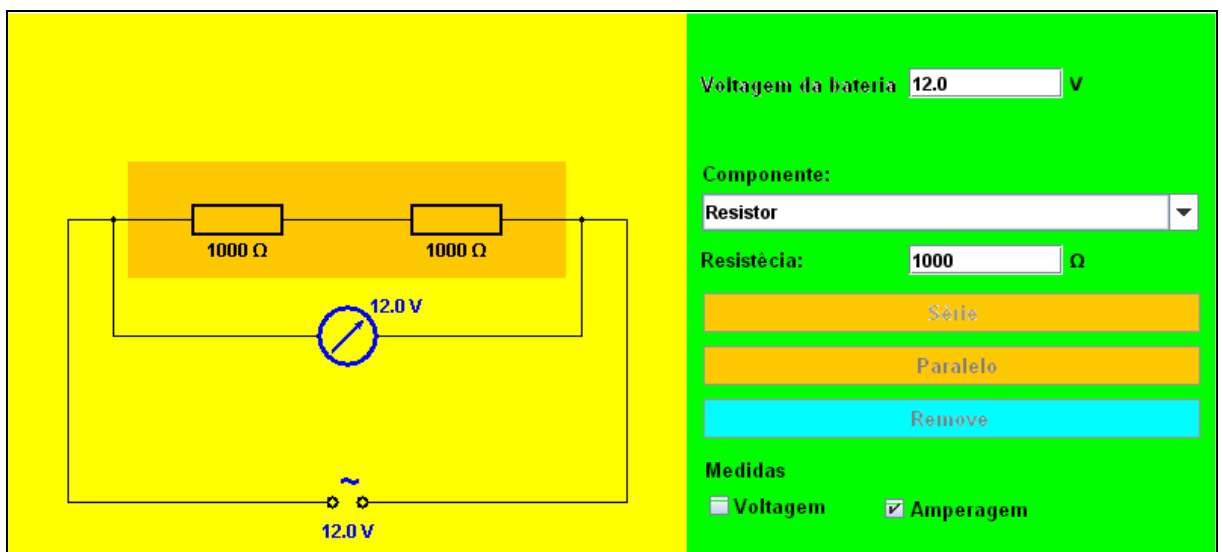 1000 Ω 1000 Ω
12.0 V
~
12.0 V
Voltagem da bateria 12.0 V
Componente:
Resistor
Resistècia: 1000 Ω
Série
Paralelo
Remove
Medidas
Voltagem Amperagem